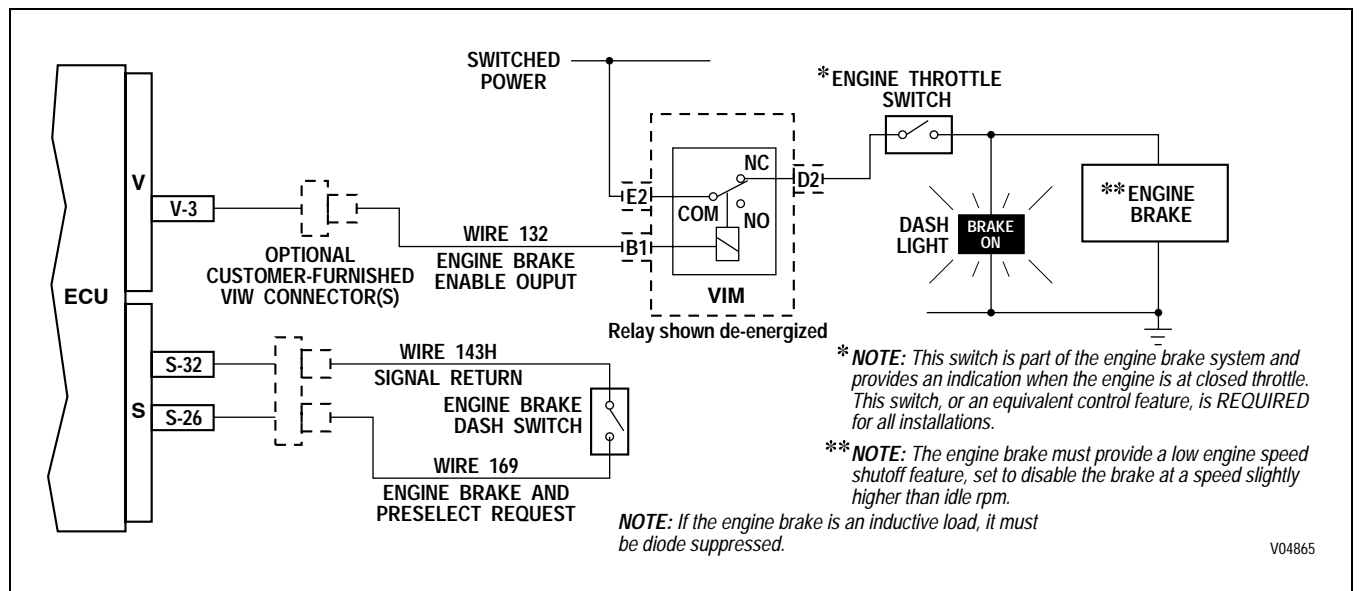 SWITCHED
POWER
*ENGINE THROTTLE
SWITCH
V
V-3
OPTIONAL
CUSTOMER-FURNISHED
VIW CONNECTOR(S)
WIRE 132
ENGINE BRAKE
ENABLE OUPUT
E2
B1
COM
NC
NO
D2
VIM
Relay shown de-energized
DASH
LIGHT
BRAKE
ON
**ENGINE
BRAKE
ECU
S
S-32
S-26
WIRE 143H
SIGNAL RETURN
ENGINE BRAKE
DASH SWITCH
WIRE 169
ENGINE BRAKE AND
PRESELECT REQUEST
*NOTE: This switch is part of the engine brake system and
provides an indication when the engine is at closed throttle.
This switch, or an equivalent control feature, is REQUIRED
for all installations.
**NOTE: The engine brake must provide a low engine speed
shutoff feature, set to disable the brake at a speed slightly
higher than idle rpm.
NOTE: If the engine brake is an inductive load, it must
be diode suppressed.
V04865